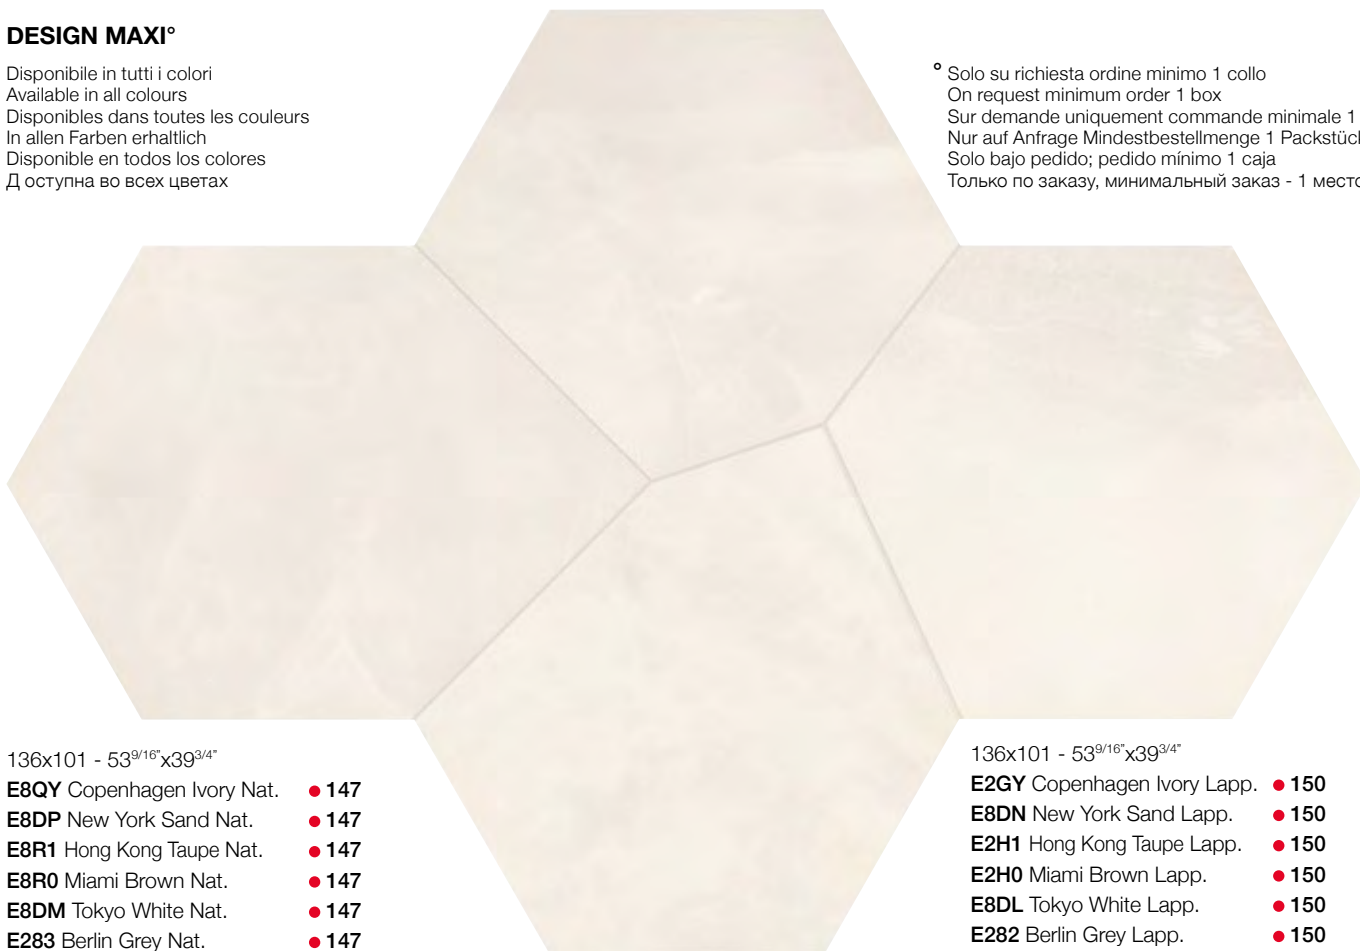 DESIGN MAXI°
Disponibile in tutti i colori
Available in all colours
Disponibles dans toutes les couleurs
In allen Farben erhaltlich
Disponible en todos los colores
Д оступна во всех цветах
° Solo su richiesta ordine minimo 1 collo
On request minimum order 1 box
Sur demande uniquement commande minimale 1
Nur auf Anfrage Mindestbestellmenge 1 Packstück
Solo bajo pedido; pedido mínimo 1 caja
Только по заказу, минимальный заказ - 1 место
136x101 - 53 9/16"x39 3/4"
E8QY Copenhagen Ivory Nat. ● 147
E8DP New York Sand Nat. ● 147
E8R1 Hong Kong Taupe Nat. ● 147
E8R0 Miami Brown Nat. ● 147
E8DM Tokyo White Nat. ● 147
E283 Berlin Grey Nat. ● 147
136x101 - 53 9/16"x39 3/4"
E2GY Copenhagen Ivory Lapp. ● 150
E8DN New York Sand Lapp. ● 150
E2H1 Hong Kong Taupe Lapp. ● 150
E2H0 Miami Brown Lapp. ● 150
E8DL Tokyo White Lapp. ● 150
E282 Berlin Grey Lapp. ● 150